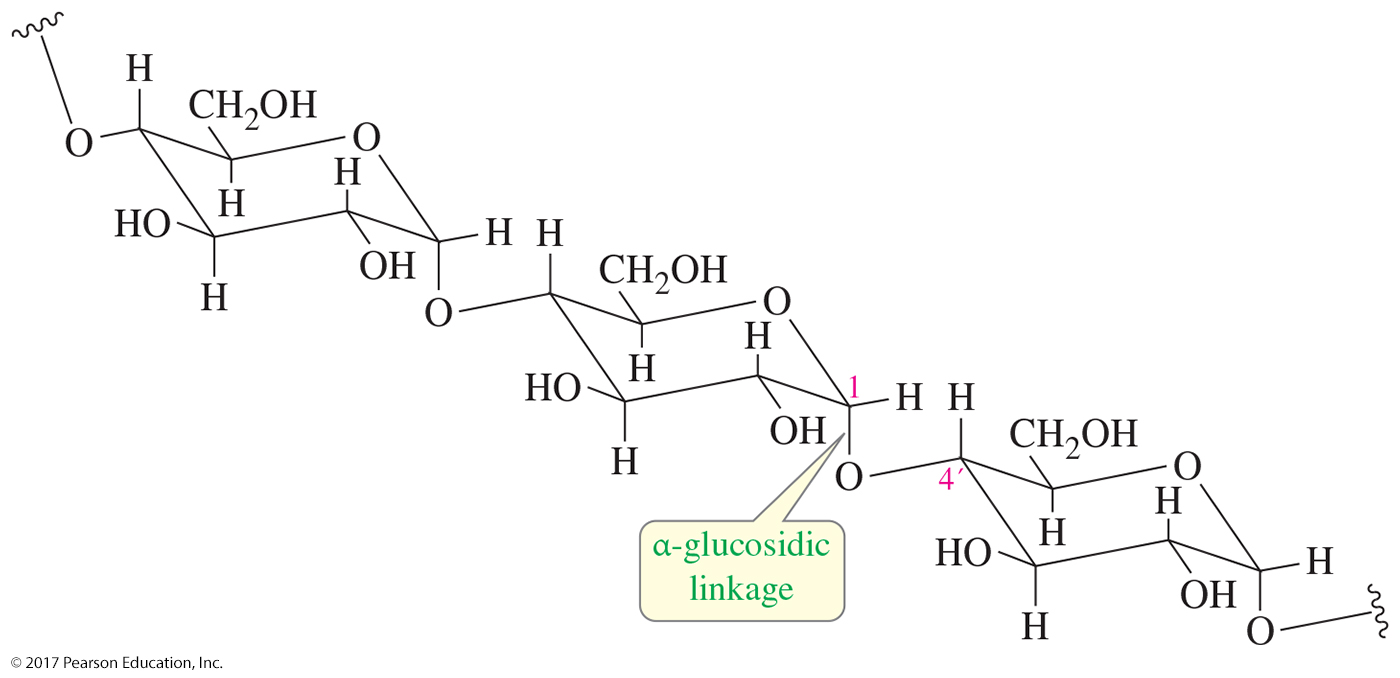 H
CH₂OH
O
O
H
H
HO
H
H
OH
H
O
H
CH₂OH
O
H
H
HO
1
H
H
OH
H
CH₂OH
O
4′
O
H
α-glucosidic
linkage
H
HO
H
OH
H
O
© 2017 Pearson Education, Inc.